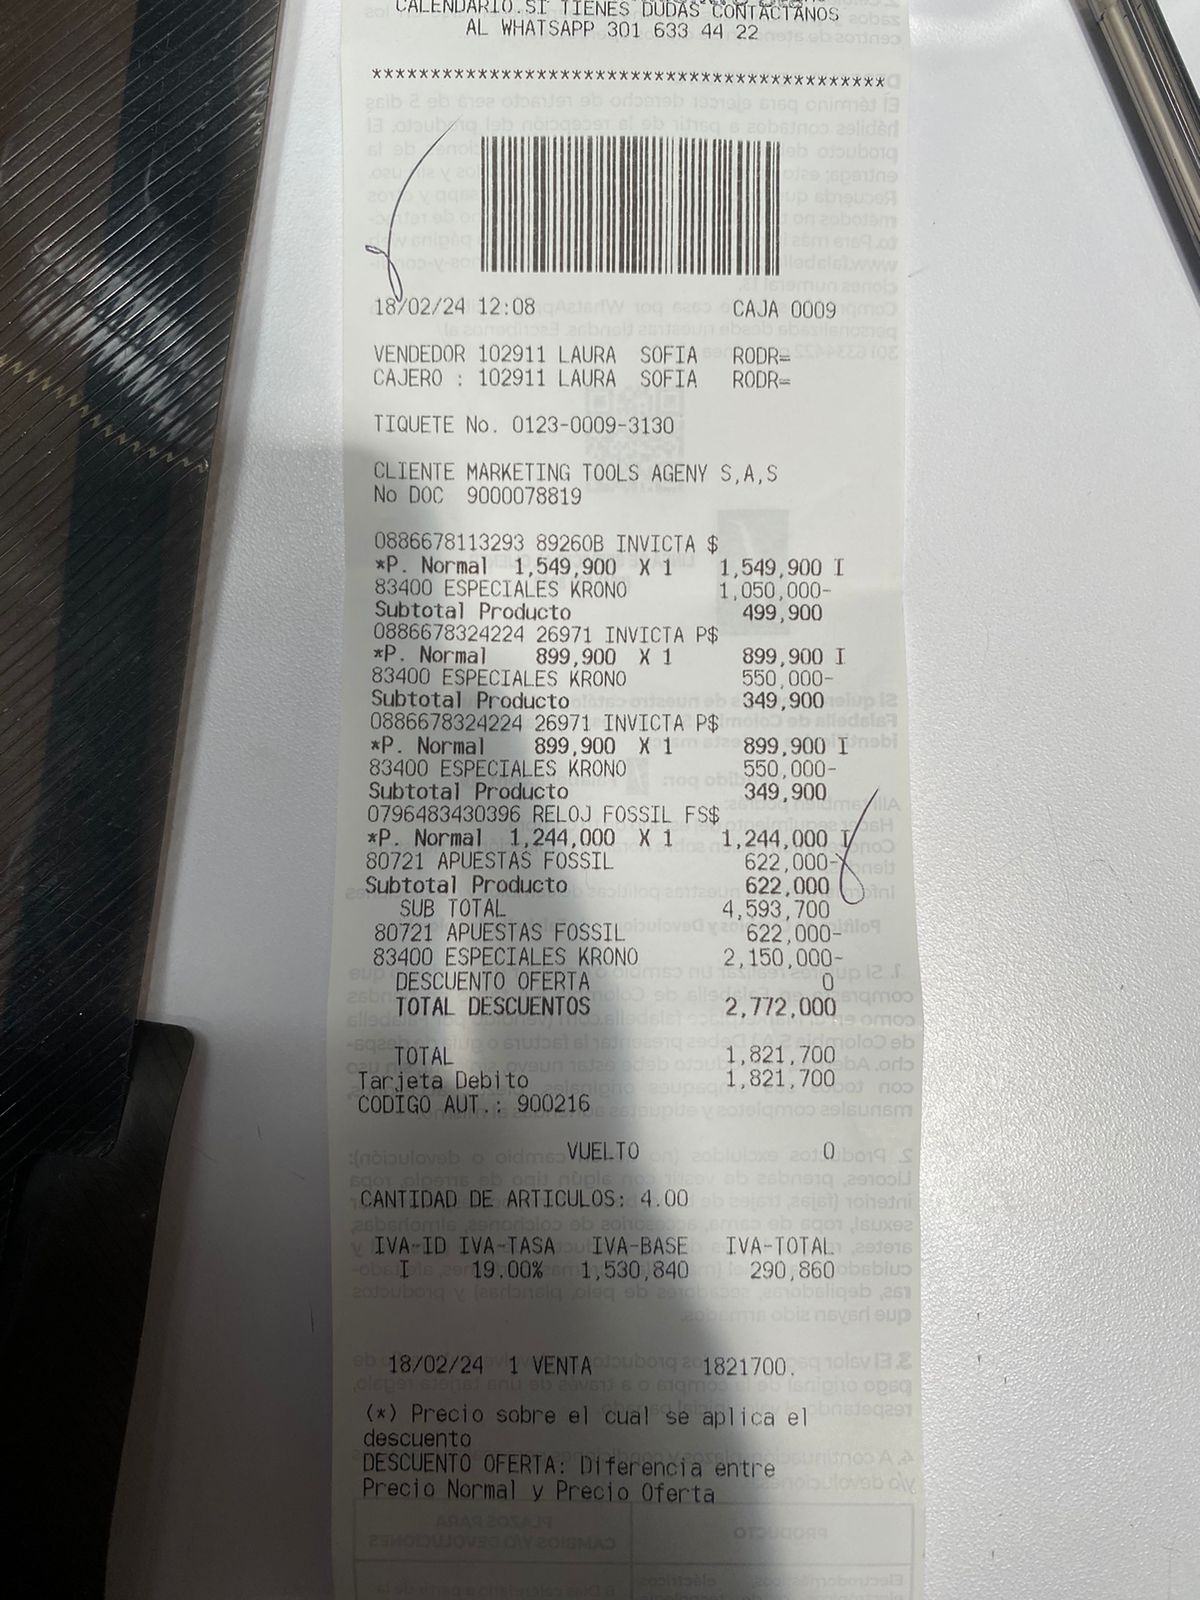 CALENDARIO.SI TIENES DUDAS CONTACTANOS
AL WHATSAPP 301 633 44 22
********************************************
18/02/24 12:08 CAJA 0009
VENDEDOR 102911 LAURA SOFIA RODR=
CAJERO : 102911 LAURA SOFIA RODR=
TIQUETE No. 0123-0009-3130
CLIENTE MARKETING TOOLS AGENY S,A,S
No DOC 9000078819
0886678113293 89260B INVICTA $
*P. Normal 1,549,900 X 1 1,549,900 I
83400 ESPECIALES KRONO 1,050,000-
Subtotal Producto 499,900
0886678324224 26971 INVICTA P$
*P. Normal 899,900 X 1 899,900 I
83400 ESPECIALES KRONO 550,000-
Subtotal Producto 349,900
0886678324224 26971 INVICTA P$
*P. Normal 899,900 X 1 899,900 I
83400 ESPECIALES KRONO 550,000-
Subtotal Producto 349,900
0796483430396 RELOJ FOSSIL FS$
*P. Normal 1,244,000 X 1 1,244,000 I
80721 APUESTAS FOSSIL 622,000-
Subtotal Producto 622,000
SUB TOTAL 4,593,700
80721 APUESTAS FOSSIL 622,000-
83400 ESPECIALES KRONO 2,150,000-
DESCUENTO OFERTA 0
TOTAL DESCUENTOS 2,772,000
TOTAL 1,821,700
Tarjeta Debito 1,821,700
CODIGO AUT.: 900216
VUELTO 0
CANTIDAD DE ARTICULOS: 4.00
IVA-ID IVA-TASA IVA-BASE IVA-TOTAL
I 19.00% 1,530,840 290,860
18/02/24 1 VENTA 1821700.
(*) Precio sobre el cual se aplica el
descuento
DESCUENTO OFERTA: Diferencia entre
Precio Normal y Precio Oferta